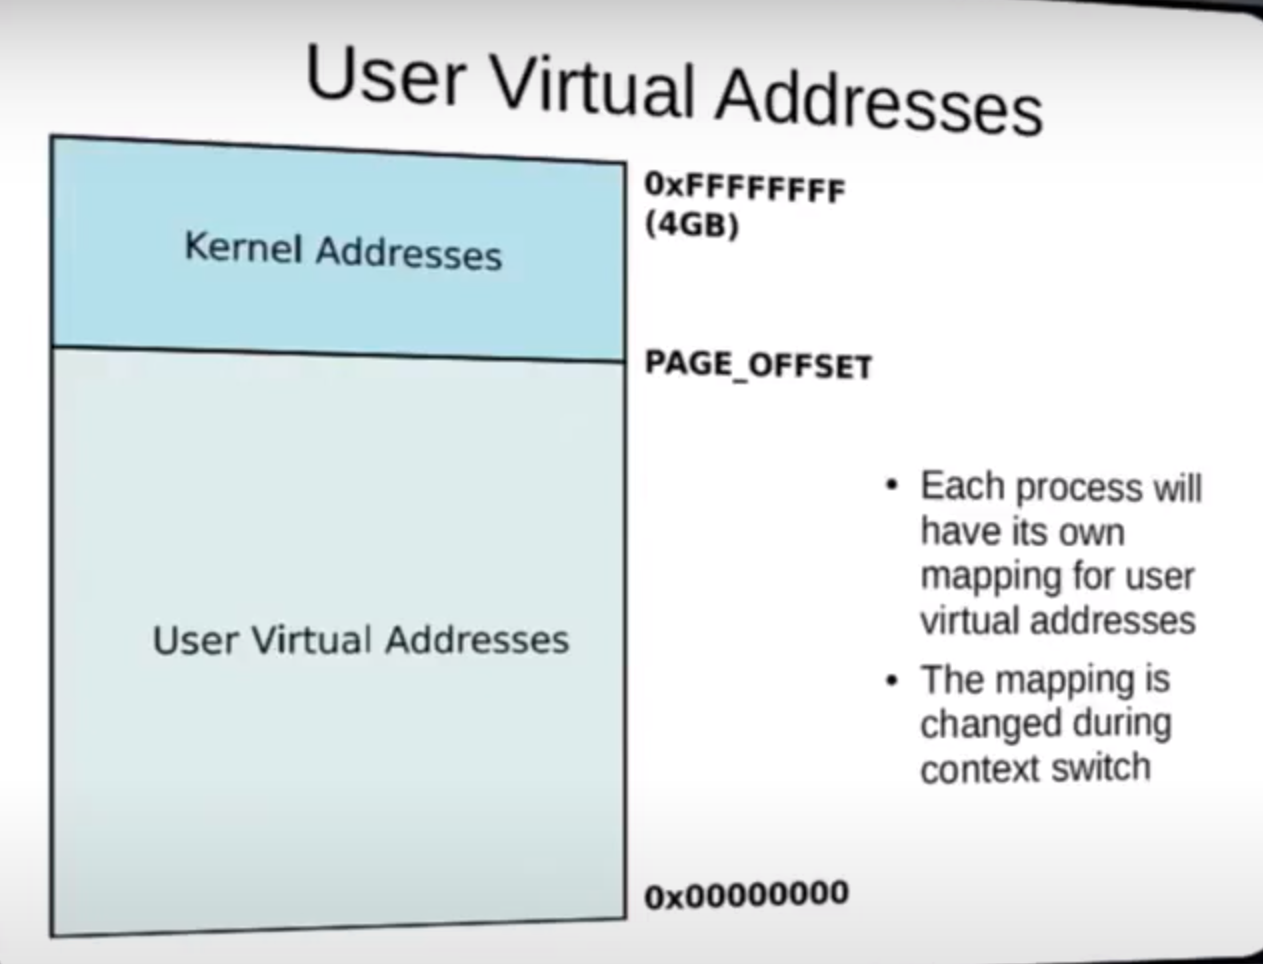 User Virtual Addresses
Kernel Addresses
0xFFFFFFFF
(4GB)
PAGE_OFFSET
User Virtual Addresses
• Each process will
have its own
mapping for user
virtual addresses
• The mapping is
changed during
context switch
0x00000000